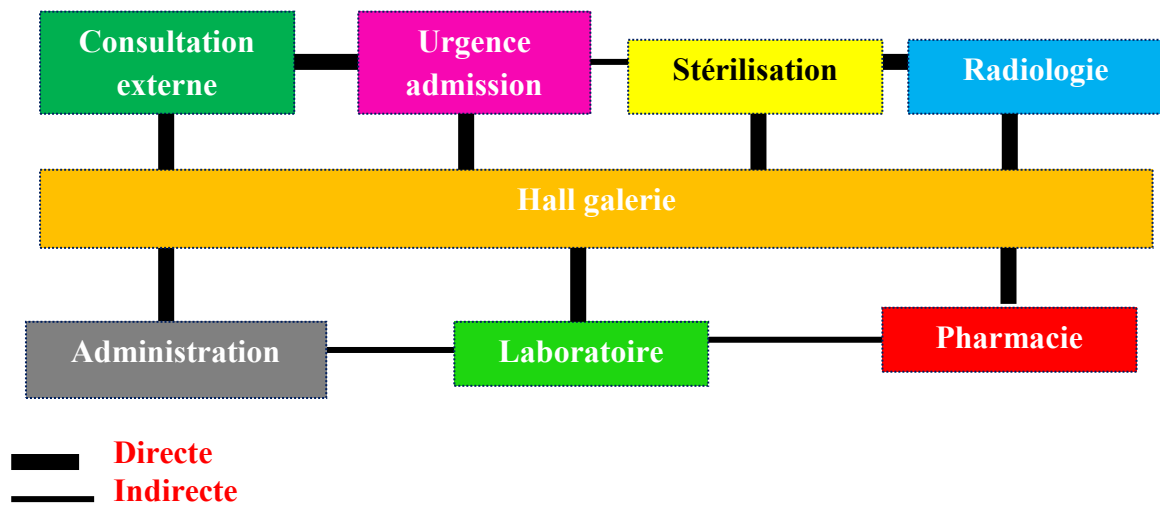 Consultation
externe
Urgence
admission
Stérilisation
Radiologie
Hall galerie
Administration
Laboratoire
Pharmacie
Directe
Indirecte